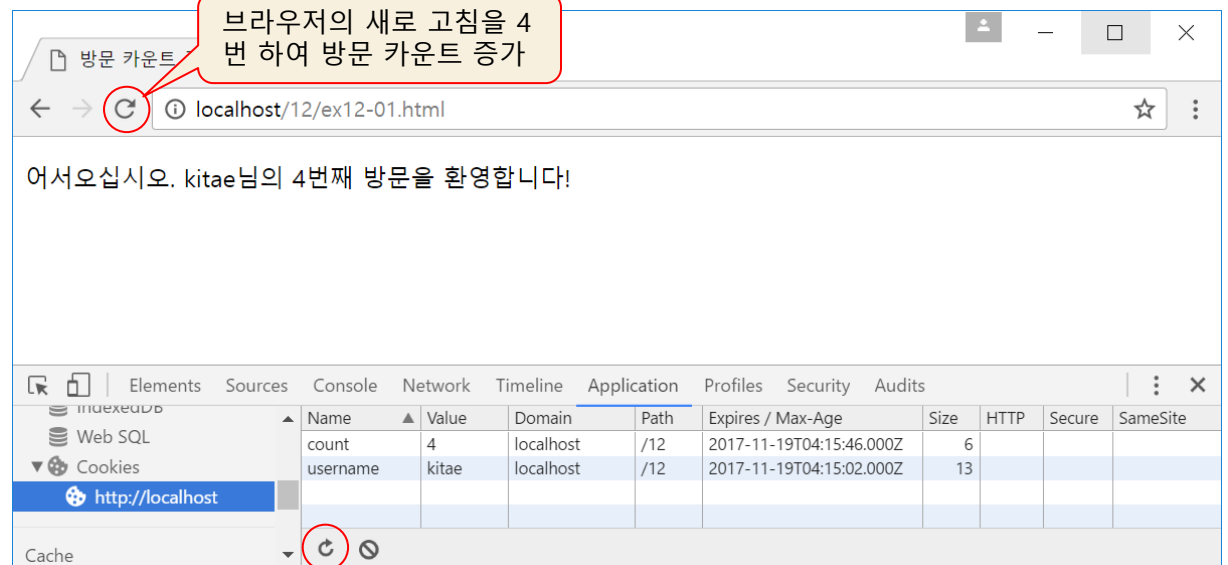 브라우저의 새로 고침을 4
번 하여 방문 카운트 증가
방문 카운트
localhost/12/ex12-01.html
어서오십시오. kitae님의 4번째 방문을 환영합니다!
Elements Sources Console Network Timeline Application Profiles Security Audits
IndexedDB
Web SQL
Cookies
http://localhost
Cache
Name Value Domain Path Expires / Max-Age Size HTTP Secure SameSite
count 4 localhost /12 2017-11-19T04:15:46.000Z 6
username kitae localhost /12 2017-11-19T04:15:02.000Z 13